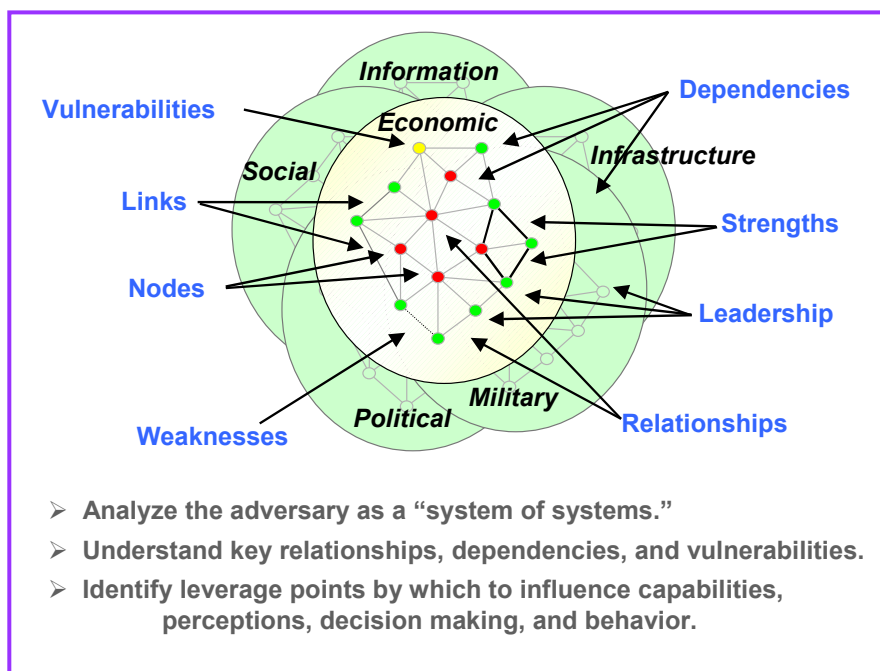 Information
Vulnerabilities
Dependencies
Economic
Social
Infrastructure
Links
Strengths
Nodes
Leadership
Military
Political
Relationships
Weaknesses
➢ Analyze the adversary as a “system of systems.”
➢ Understand key relationships, dependencies, and vulnerabilities.
➢ Identify leverage points by which to influence capabilities,
perceptions, decision making, and behavior.